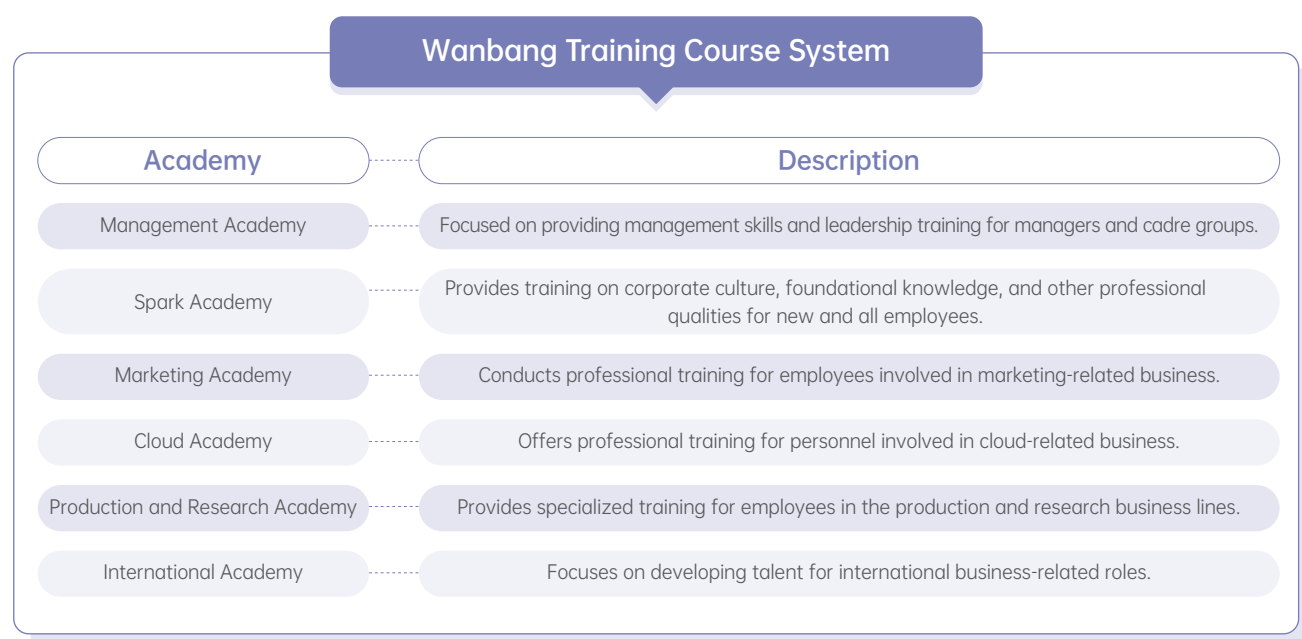 Wanbang Training Course System
Academy
Description
Management Academy
Focused on providing management skills and leadership training for managers and cadre groups.
Spark Academy
Provides training on corporate culture, foundational knowledge, and other professional
qualities for new and all employees.
Marketing Academy
Conducts professional training for employees involved in marketing-related business.
Cloud Academy
Offers professional training for personnel involved in cloud-related business.
Production and Research Academy
Provides specialized training for employees in the production and research business lines.
International Academy
Focuses on developing talent for international business-related roles.